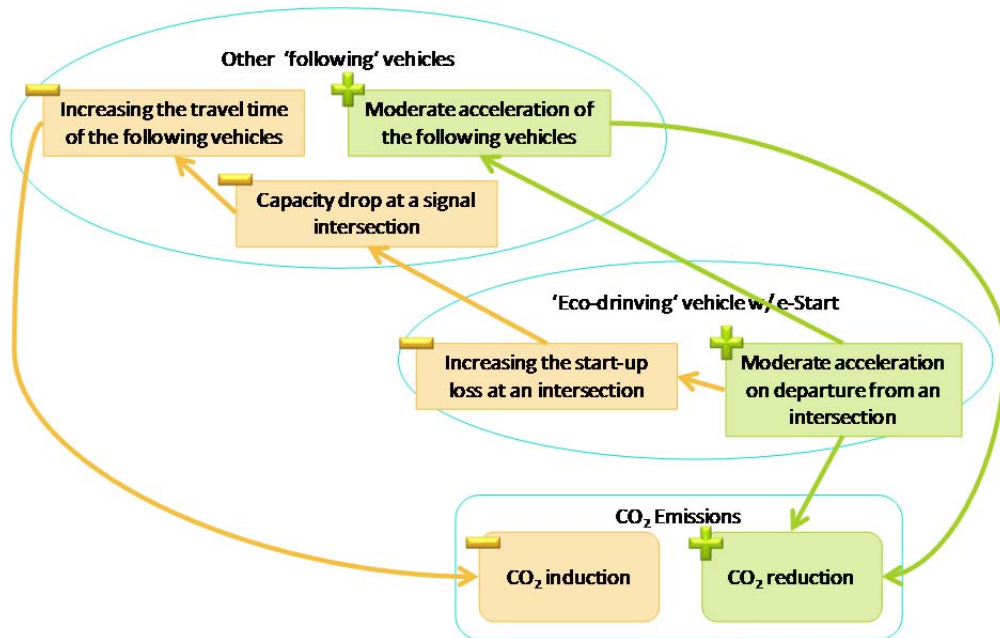 Other 'following' vehicles
Increasing the travel time
of the following vehicles
Moderate acceleration of
the following vehicles
Capacity drop at a signal
intersection
'Eco-drinving' vehicle w/ e-Start
Increasing the start-up
loss at an intersection
Moderate acceleration
on departure from an
intersection
CO₂ Emissions
CO₂ induction
CO₂ reduction